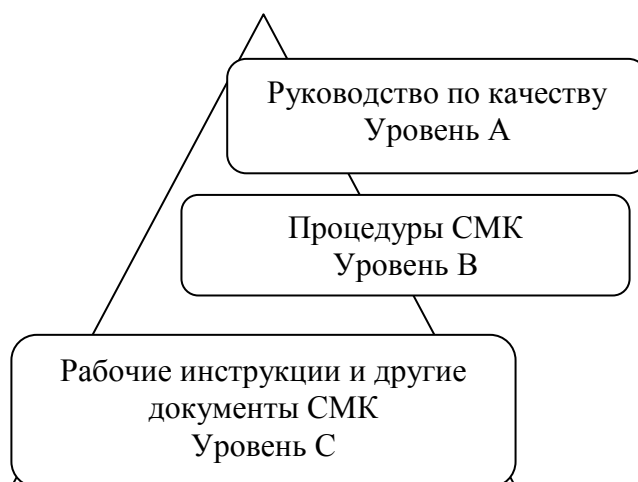 Руководство по качеству
Уровень А
Процедуры СМК
Уровень В
Рабочие инструкции и другие
документы СМК
Уровень С